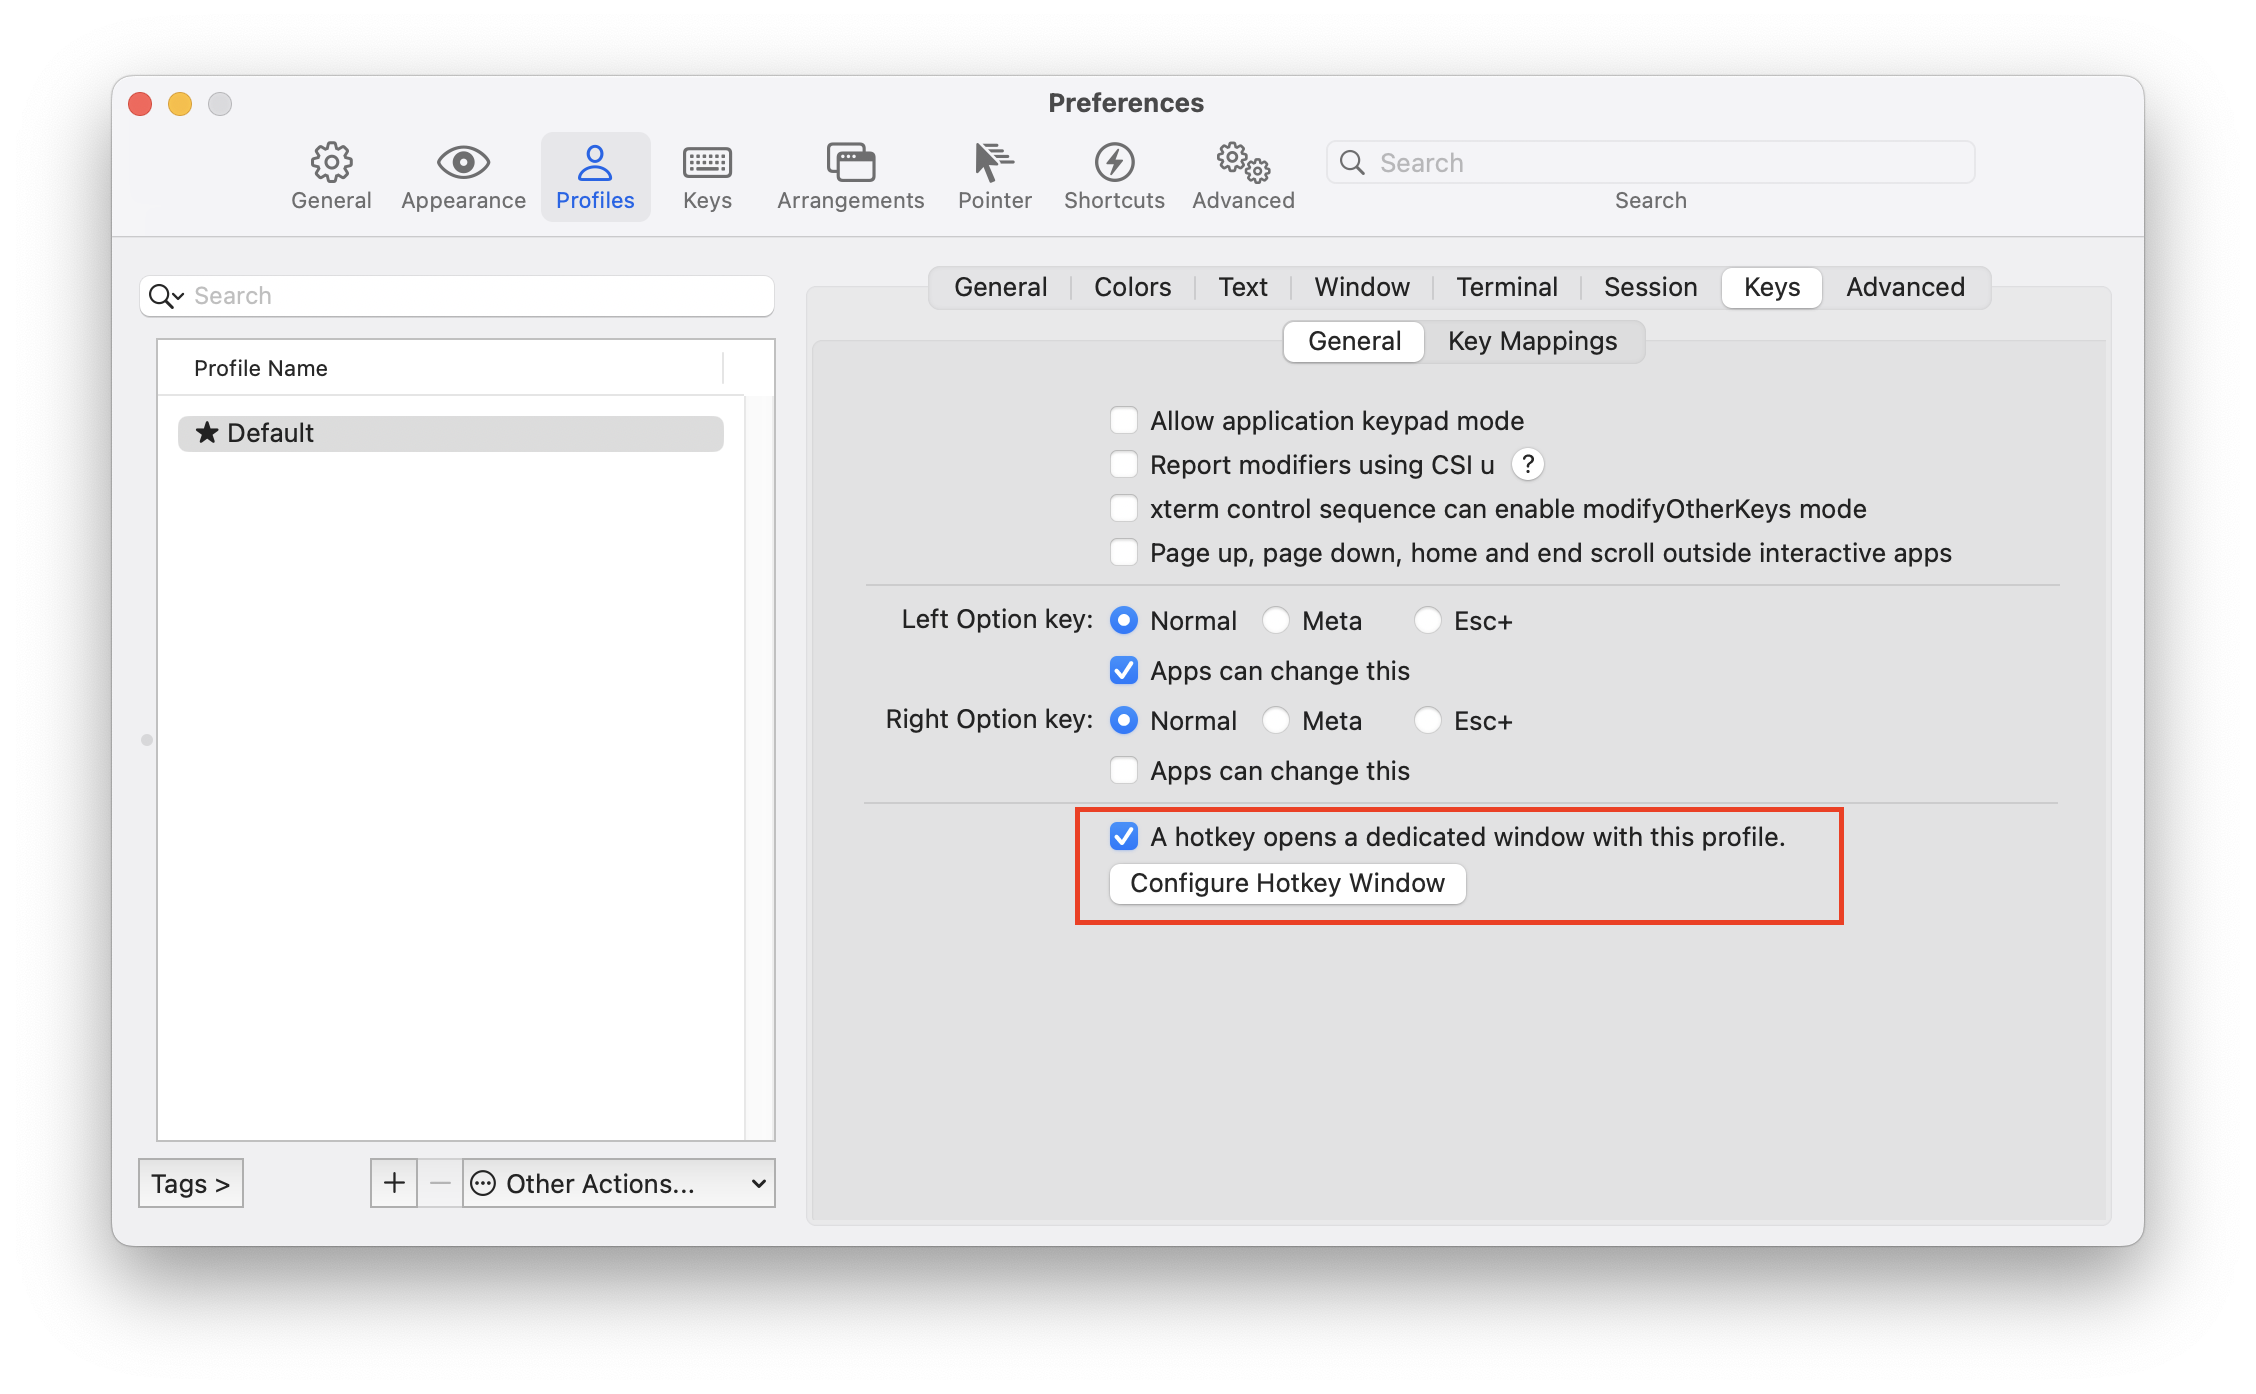 Preferences
General
Appearance
Profiles
Keys
Arrangements
Pointer
Shortcuts
Advanced
Search
Search
Search
Profile Name
★ Default
Tags >
+
−
Other Actions...
General
Colors
Text
Window
Terminal
Session
Keys
Advanced
General
Key Mappings
Allow application keypad mode
Report modifiers using CSI u ?
xterm control sequence can enable modifyOtherKeys mode
Page up, page down, home and end scroll outside interactive apps
Left Option key: Normal Meta Esc+
Apps can change this
Right Option key: Normal Meta Esc+
Apps can change this
A hotkey opens a dedicated window with this profile.
Configure Hotkey Window